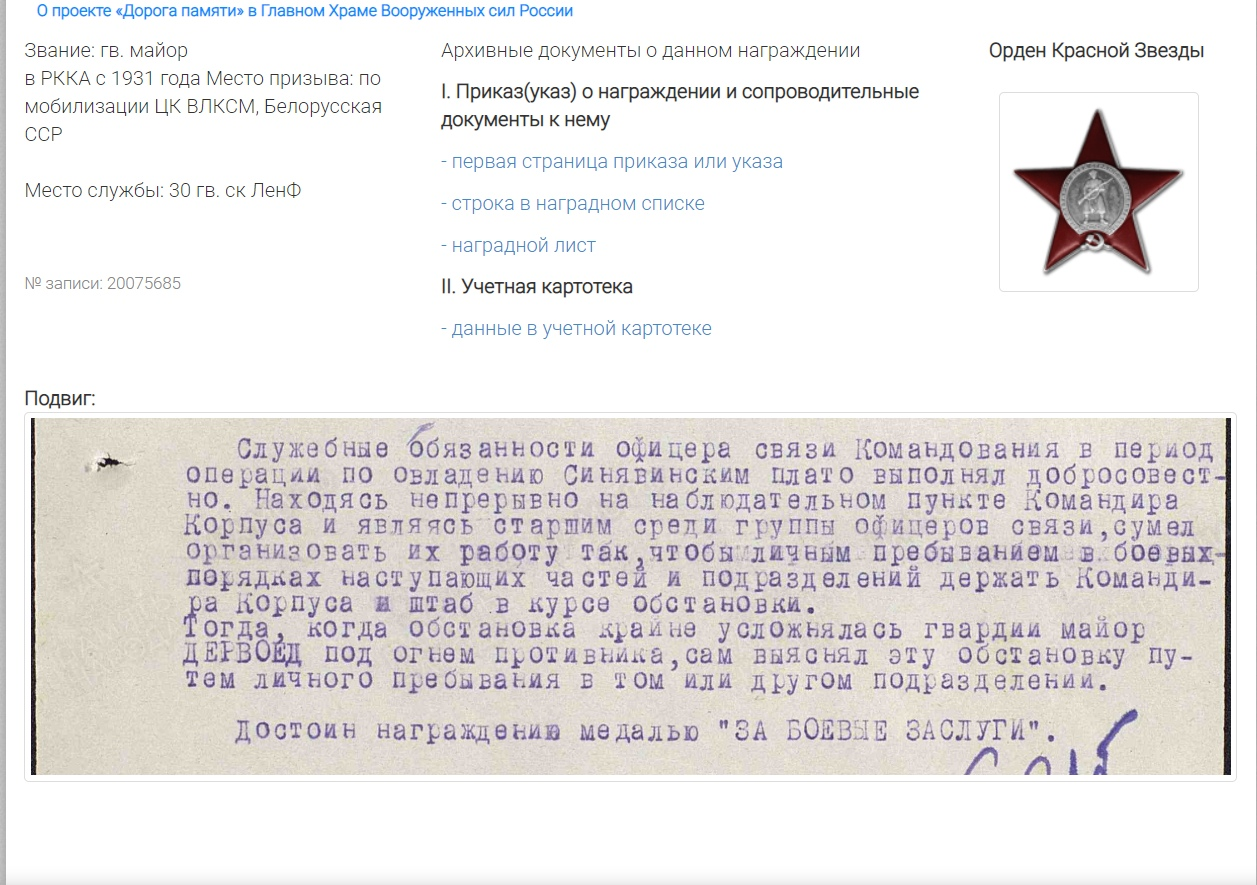 О проекте «Дорога памяти» в Главном Храме Вооруженных сил России
Звание: гв. майор
в РККА с 1931 года Место призыва: по
мобилизации ЦК ВЛКСМ, Белорусская
ССР
Место службы: 30 гв. ск ЛенФ
№ записи: 20075685
Архивные документы о данном награждении
I. Приказ(указ) о награждении и сопроводительные
документы к нему
- первая страница приказа или указа
- строка в наградном списке
- наградной лист
II. Учетная картотека
- данные в учетной картотеке
Орден Красной Звезды
Подвиг:
Служебные обязанности офицера связи Командования в период
операции по овладению Синявинским плато выполнял добросовест-
но. Находясь непрерывно на наблюдательном пункте Командира
Корпуса и являясь старшим среди группы офицеров связи,сумел
организовать их работу так,чтобы личным пребыванием в боевых-
порядках наступающих частей и подразделений держать Команди-
ра Корпуса и штаб в курсе обстановки.
Тогда, когда обстановка крайне усложнялась гвардии майор
ДЕРВОЕД под огнем противника,сам выяснял эту обстановку пу-
тем личного пребывания в том или другом подразделении.
Достоин награждению медалью "ЗА БОЕВЫЕ ЗАСЛУГИ".